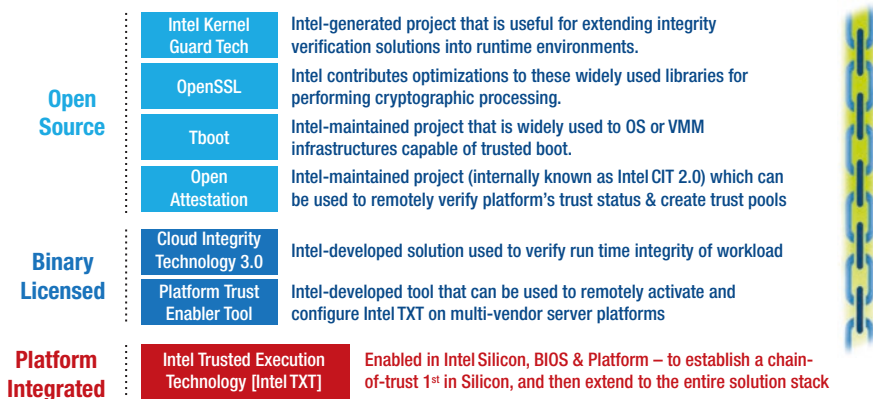 Open
Source
Intel Kernel
Guard Tech
Intel-generated project that is useful for extending integrity
verification solutions into runtime environments.
OpenSSL
Intel contributes optimizations to these widely used libraries for
performing cryptographic processing.
Tboot
Intel-maintained project that is widely used to OS or VMM
infrastructures capable of trusted boot.
Open
Attestation
Intel-maintained project (internally known as Intel CIT 2.0) which can
be used to remotely verify platform's trust status & create trust pools
Binary
Licensed
Cloud Integrity
Technology 3.0
Intel-developed solution used to verify run time integrity of workload
Platform Trust
Enabler Tool
Intel-developed tool that can be used to remotely activate and
configure Intel TXT on multi-vendor server platforms
Platform
Integrated
Intel Trusted Execution
Technology [Intel TXT]
Enabled in Intel Silicon, BIOS & Platform – to establish a chain-
of-trust 1st in Silicon, and then extend to the entire solution stack